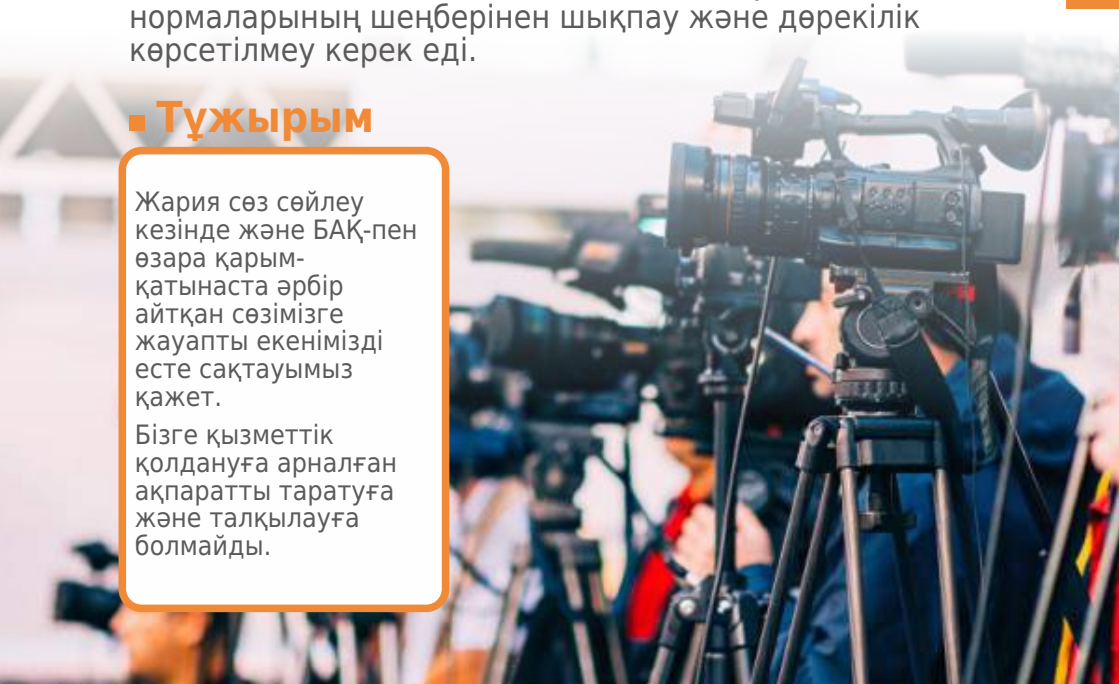 нормаларының шеңберінен шықпау және дөрекілік
көрсетілмеу керек еді.
Тұжырым
Жария сөз сөйлеу
кезінде және БАҚ-пен
өзара қарым-
қатынаста әрбір
айтқан сөзімізге
жауапты екенімізді
есте сақтауымыз
қажет.
Бізге қызметтік
қолдануға арналған
ақпаратты таратуға
және талқылауға
болмайды.